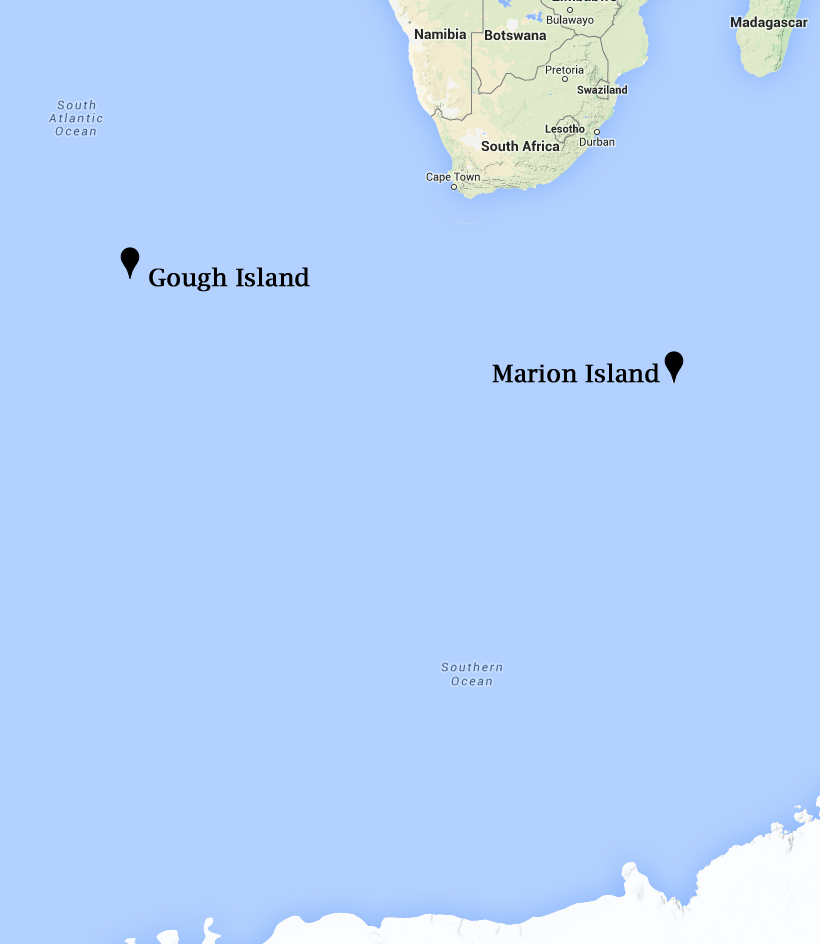 Zimbabwe
Bulawayo
Madagascar
Namibia
Botswana
Pretoria
Swaziland
South
Atlantic
Ocean
Lesotho
Durban
South Africa
Cape Town
Gough Island
Marion Island
Southern
Ocean